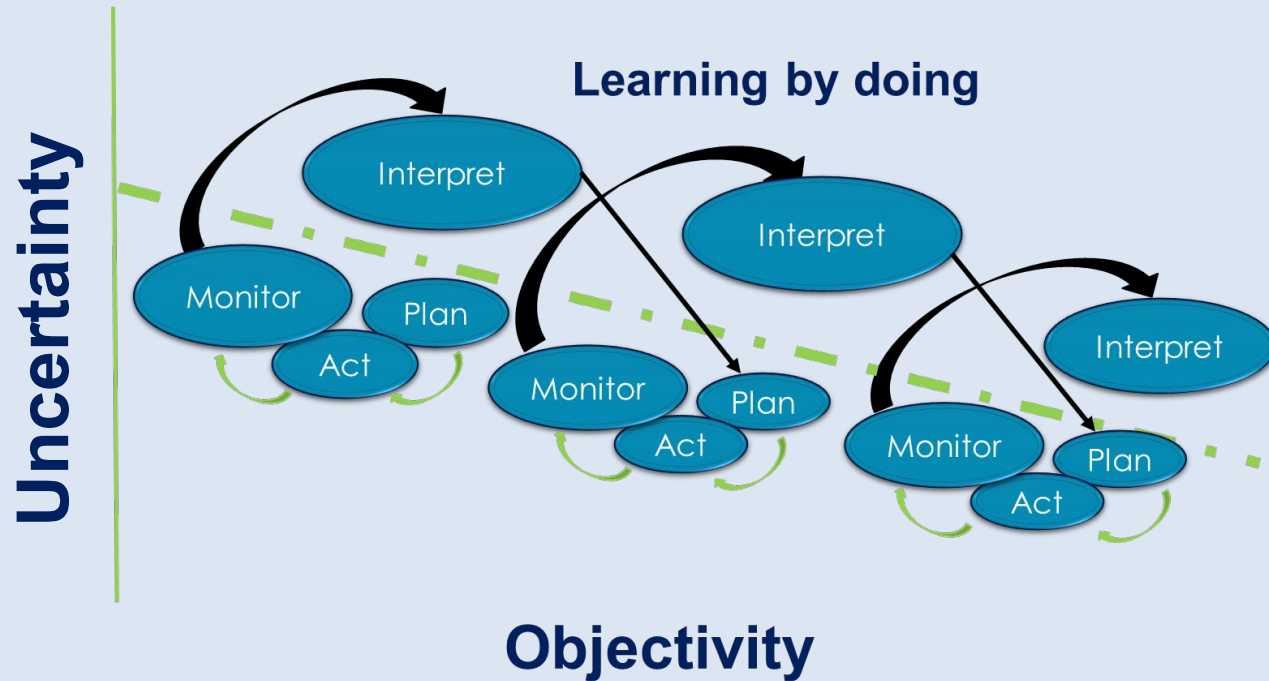 Learning by doing
Uncertainty
Interpret
Monitor
Plan
Act
Interpret
Monitor
Plan
Act
Interpret
Monitor
Plan
Act
Objectivity